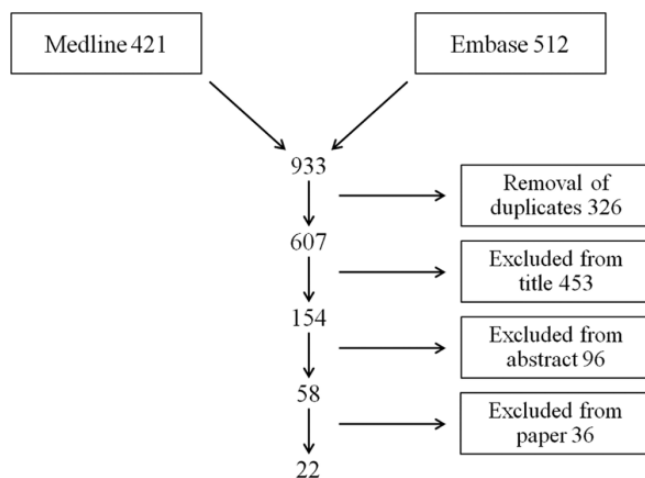 Medline 421
Embase 512
933
Removal of
duplicates 326
607
Excluded from
title 453
154
Excluded from
abstract 96
58
Excluded from
paper 36
22